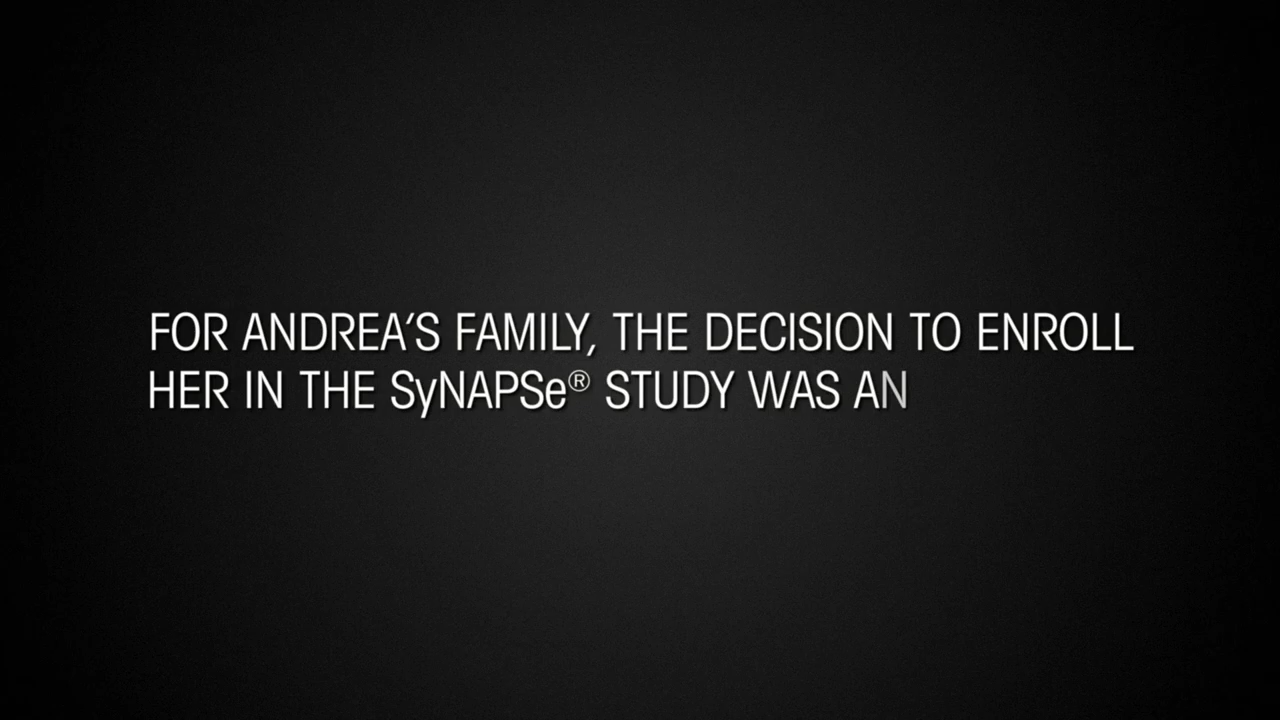 FOR ANDREA‘S FAMILY, THE DECISION TO ENROLL
HER IN THE SyNAPSe® STUDY WAS AN